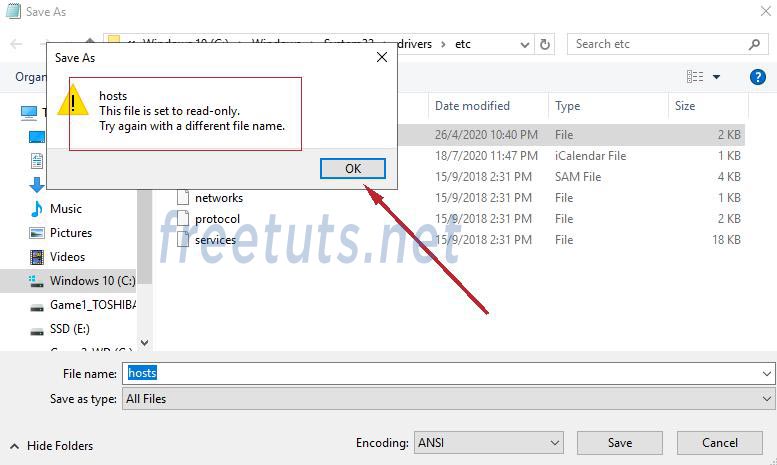 Save As
Windows 10 (C:)
Windows
System32
drivers
etc
Search etc
Save As
hosts
This file is set to read-only.
Try again with a different file name.
OK
Organ
Date modified
Type
Size
26/4/2020 10:40 PM File 2 KB
18/7/2020 11:47 PM iCalendar File 1 KB
15/9/2018 2:31 PM SAM File 4 KB
networks 15/9/2018 2:31 PM File 1 KB
protocol 15/9/2018 2:31 PM File 2 KB
services 15/9/2018 2:31 PM File 18 KB
Music
Pictures
Videos
Windows 10 (C:)
Game1_TOSHIBA
SSD (E:)
freetuts.net
File name: hosts
Save as type: All Files
Hide Folders
Encoding: ANSI
Save
Cancel